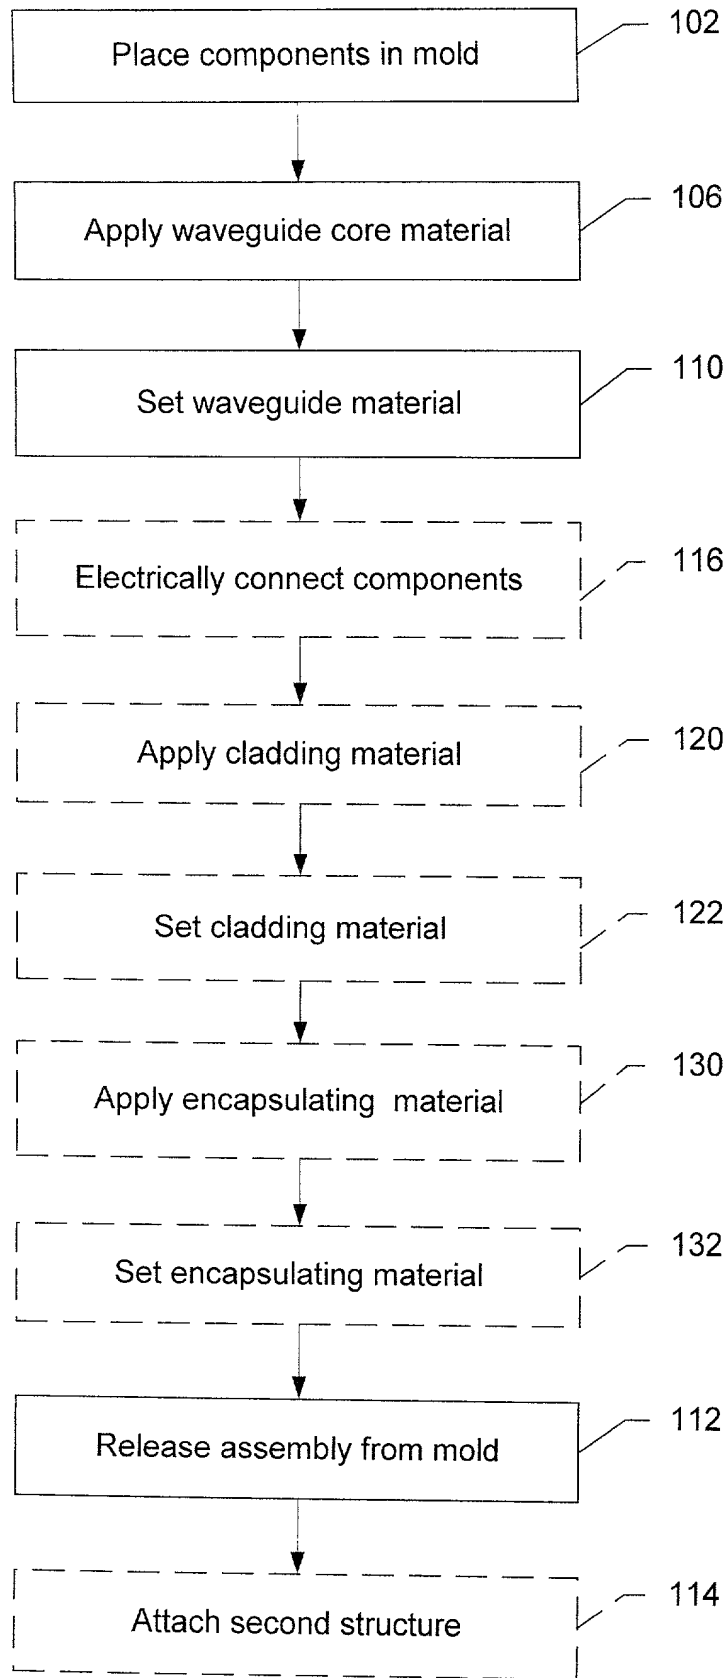 Place components in mold
102
Apply waveguide core material
106
Set waveguide material
110
Electrically connect components
116
Apply cladding material
120
Set cladding material
122
Apply encapsulating material
130
Set encapsulating material
132
Release assembly from mold
112
Attach second structure
114